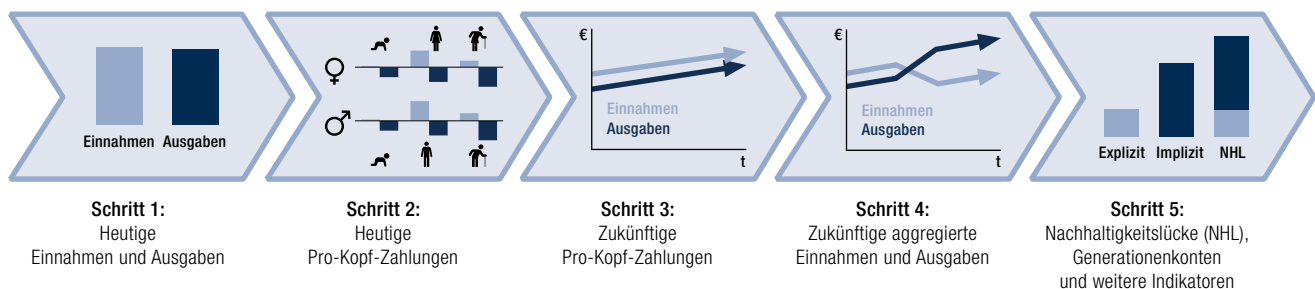 Einnahmen Ausgaben
€
Einnahmen
Ausgaben
t
€
Einnahmen
Ausgaben
t
Explizit Implizit NHL
Schritt 1:
Heutige
Einnahmen und Ausgaben
Schritt 2:
Heutige
Pro-Kopf-Zahlungen
Schritt 3:
Zukünftige
Pro-Kopf-Zahlungen
Schritt 4:
Zukünftige aggregierte
Einnahmen und Ausgaben
Schritt 5:
Nachhaltigkeitslücke (NHL),
Generationenkonten
und weitere Indikatoren